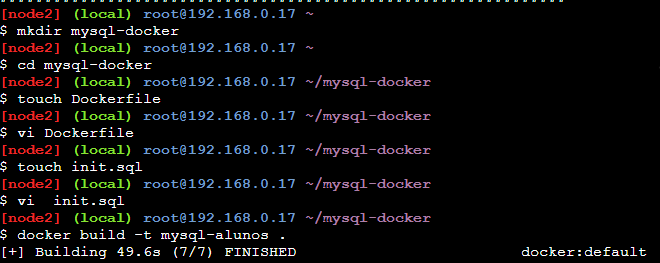 [node2] (local) root@192.168.0.17 ~
$ mkdir mysql-docker
[node2] (local) root@192.168.0.17 ~
$ cd mysql-docker
[node2] (local) root@192.168.0.17 ~/mysql-docker
$ touch Dockerfile
[node2] (local) root@192.168.0.17 ~/mysql-docker
$ vi Dockerfile
[node2] (local) root@192.168.0.17 ~/mysql-docker
$ touch init.sql
[node2] (local) root@192.168.0.17 ~/mysql-docker
$ vi  init.sql
[node2] (local) root@192.168.0.17 ~/mysql-docker
$ docker build -t mysql-alunos .
[+] Building 49.6s (7/7) FINISHED docker:default